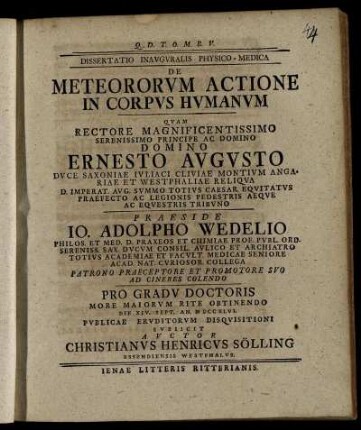 44
Q. D. T. O. M. B. V.
DISSERTATIO INAVGVRALIS PHYSICO-MEDICA
DE
METEORORVM ACTIONE
IN CORPVS HVMANVM
QVAM
RECTORE MAGNIFICENTISSIMO
SERENISSIMO PRINCIPE AC DOMINO
DOMINO
ERNESTO AVGVSTO
DVCE SAXONIAE IVLIACI CLIVIAE MONTIVM ANGA-
RIAE ET WESTPHALIAE RELIQVA
D. IMPERAT. AVG. SVMMO TOTIVS CAESAR. EQVITATVS
PRAEFECTO AC LEGIONIS PEDESTRIS AEQVE
AC EQVESTRIS TRIBVNO
PRAESIDE
IO. ADOLPHO WEDELIO
PHILOS. ET MED. D. PRAXEOS ET CHIMIAE PROF. PVBL. ORD.
SERENISS. SAX. DVCVM CONSIL. AVLICO ET ARCHIATRO
TOTIVS ACADEMIAE ET FACVLT. MEDICAE SENIORE
ACAD. NAT. CVRIOSOR. COLLEGA
PATRONO PRAECEPTORE ET PROMOTORE SVO
AD CINERES COLENDO
PRO GRADV DOCTORIS
MORE MAIORVM RITE OBTINENDO
DIE XIV. SEPT. AN. MDCCXLVI.
PVBLICAE ERVDITORVM DISQVISITIONI
SVBIICIT
AVCTOR
CHRISTIANVS HENRICVS SÖLLING
ESSENDIENSIS WESTPHALVS.
IENAE LITTERIS RITTERIANIS.